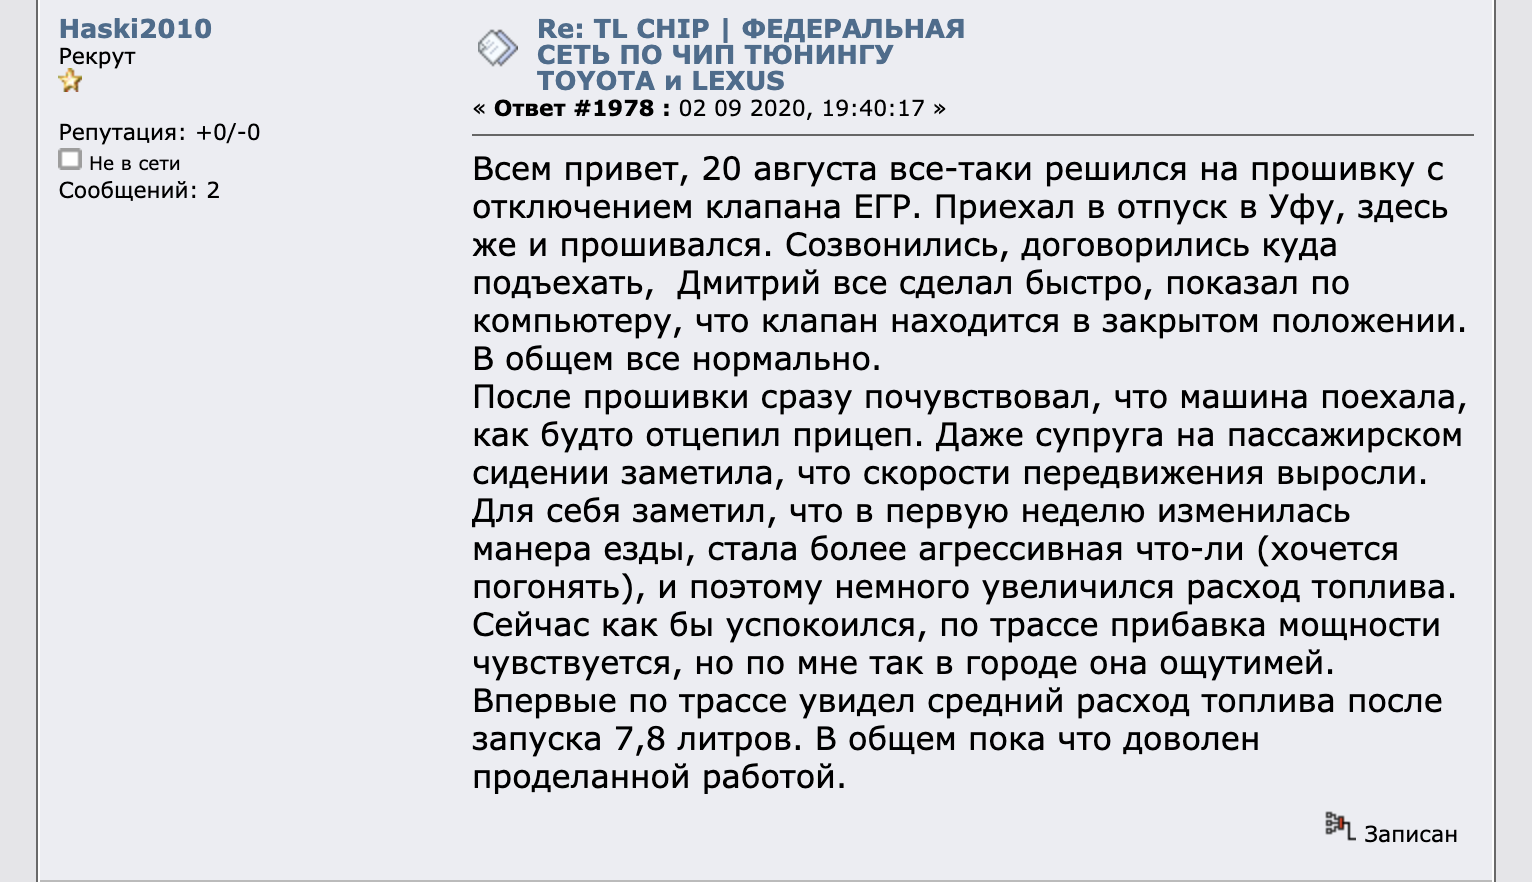 Haski2010
Рекрут
Репутация: +0/-0
Не в сети
Сообщений: 2
Re: TL CHIP | ФЕДЕРАЛЬНАЯ
СЕТЬ ПО ЧИП ТЮНИНГУ
TOYOTA и LEXUS
« Ответ #1978 : 02 09 2020, 19:40:17 »
Всем привет, 20 августа все-таки решился на прошивку с
отключением клапана ЕГР. Приехал в отпуск в Уфу, здесь
же и прошивался. Созвонились, договорились куда
подъехать,  Дмитрий все сделал быстро, показал по
компьютеру, что клапан находится в закрытом положении.
В общем все нормально.
После прошивки сразу почувствовал, что машина поехала,
как будто отцепил прицеп. Даже супруга на пассажирском
сидении заметила, что скорости передвижения выросли.
Для себя заметил, что в первую неделю изменилась
манера езды, стала более агрессивная что-ли (хочется
погонять), и поэтому немного увеличился расход топлива.
Сейчас как бы успокоился, по трассе прибавка мощности
чувствуется, но по мне так в городе она ощутимей.
Впервые по трассе увидел средний расход топлива после
запуска 7,8 литров. В общем пока что доволен
проделанной работой.
Записан